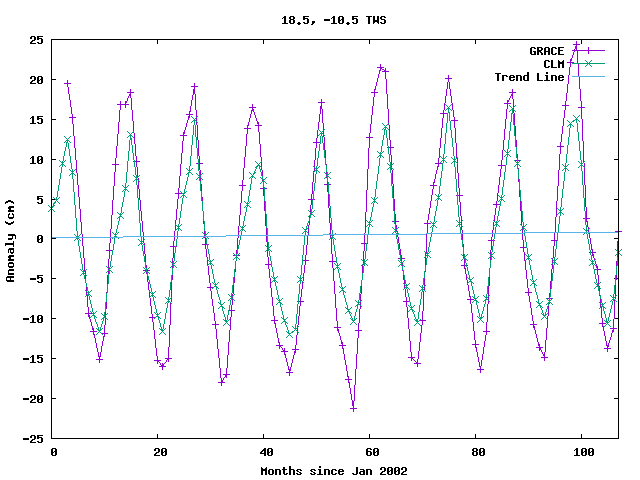 18.5, -10.5 TWS
GRACE
CLM
Trend Line
25
20
15
10
5
0
-5
-10
-15
-20
-25
Anomaly (cm)
0 20 40 60 80 100
Months since Jan 2002